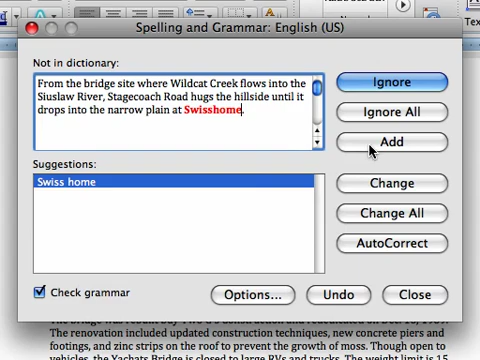 Spelling and Grammar: English (US)
Not in dictionary:
From the bridge site where Wildcat Creek flows into the
Siuslaw River, Stagecoach Road hugs the hillside until it
drops into the narrow plain at Swisshome.
Ignore
Ignore All
Add
Suggestions:
Swiss home
Change
Change All
AutoCorrect
Check grammar
Options...
Undo
Close
The renovation included updated construction techniques, new concrete piers and
footings, and zinc strips on the roof to prevent the growth of moss. Though open to
vehicles, the Yachats Bridge is closed to large RVs and trucks. The weight limit is 15